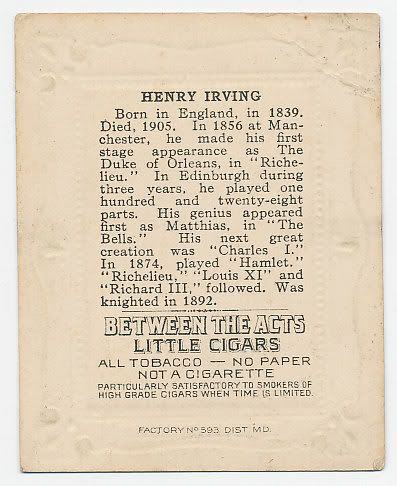 HENRY IRVING
Born in England, in 1839.
Died, 1905. In 1856 at Man-
chester, he made his first
stage appearance as The
Duke of Orleans, in "Riche-
lieu." In Edinburgh during
three years, he played one
hundred and twenty-eight
parts. His genius appeared
first as Matthias, in "The
Bells." His next great
creation was "Charles I."
In 1874, played "Hamlet."
"Richelieu," "Louis XI" and
"Richard III," followed. Was
knighted in 1892.
BETWEEN THE ACTS
LITTLE CIGARS
ALL TOBACCO — NO PAPER
NOT A CIGARETTE
PARTICULARLY SATISFACTORY TO SMOKERS OF
HIGH GRADE CIGARS WHEN TIME IS LIMITED.
FACTORY No 593 DIST MD.